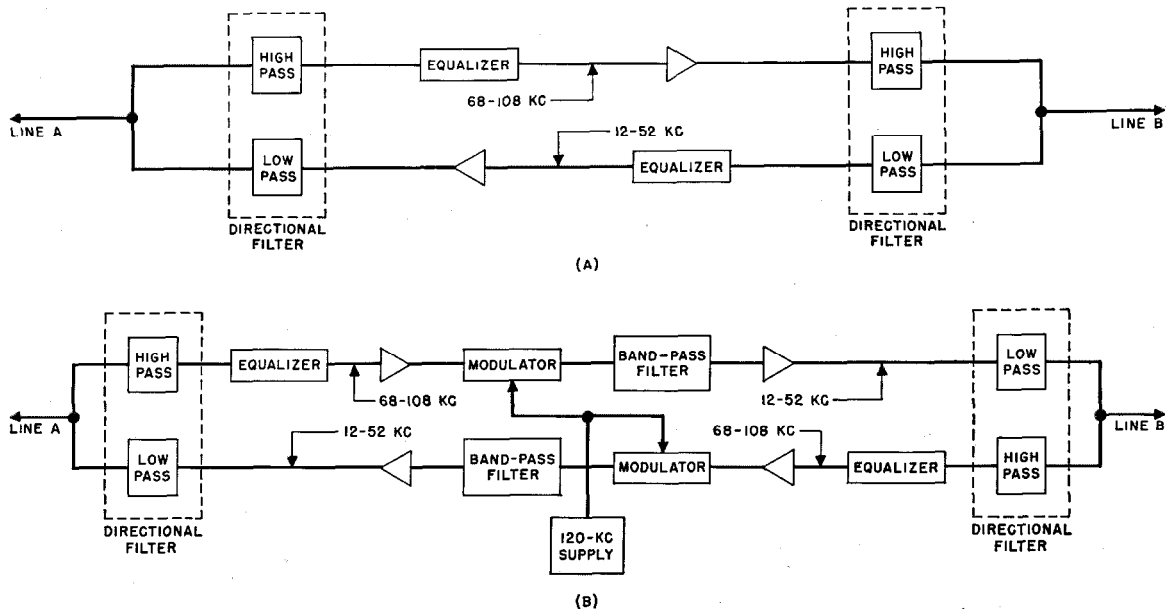 HIGH
PASS
EQUALIZER
68-108 KC
HIGH
PASS
LINE A
LINE B
12-52 KC
LOW
PASS
EQUALIZER
LOW
PASS
DIRECTIONAL
FILTER
DIRECTIONAL
FILTER
(A)
HIGH
PASS
EQUALIZER
MODULATOR
BAND-PASS
FILTER
LOW
PASS
68-108 KC
12-52 KC
LINE A
LINE B
12-52 KC
68-108 KC
LOW
PASS
BAND-PASS
FILTER
MODULATOR
EQUALIZER
HIGH
PASS
DIRECTIONAL
FILTER
120-KC
SUPPLY
DIRECTIONAL
FILTER
(B)